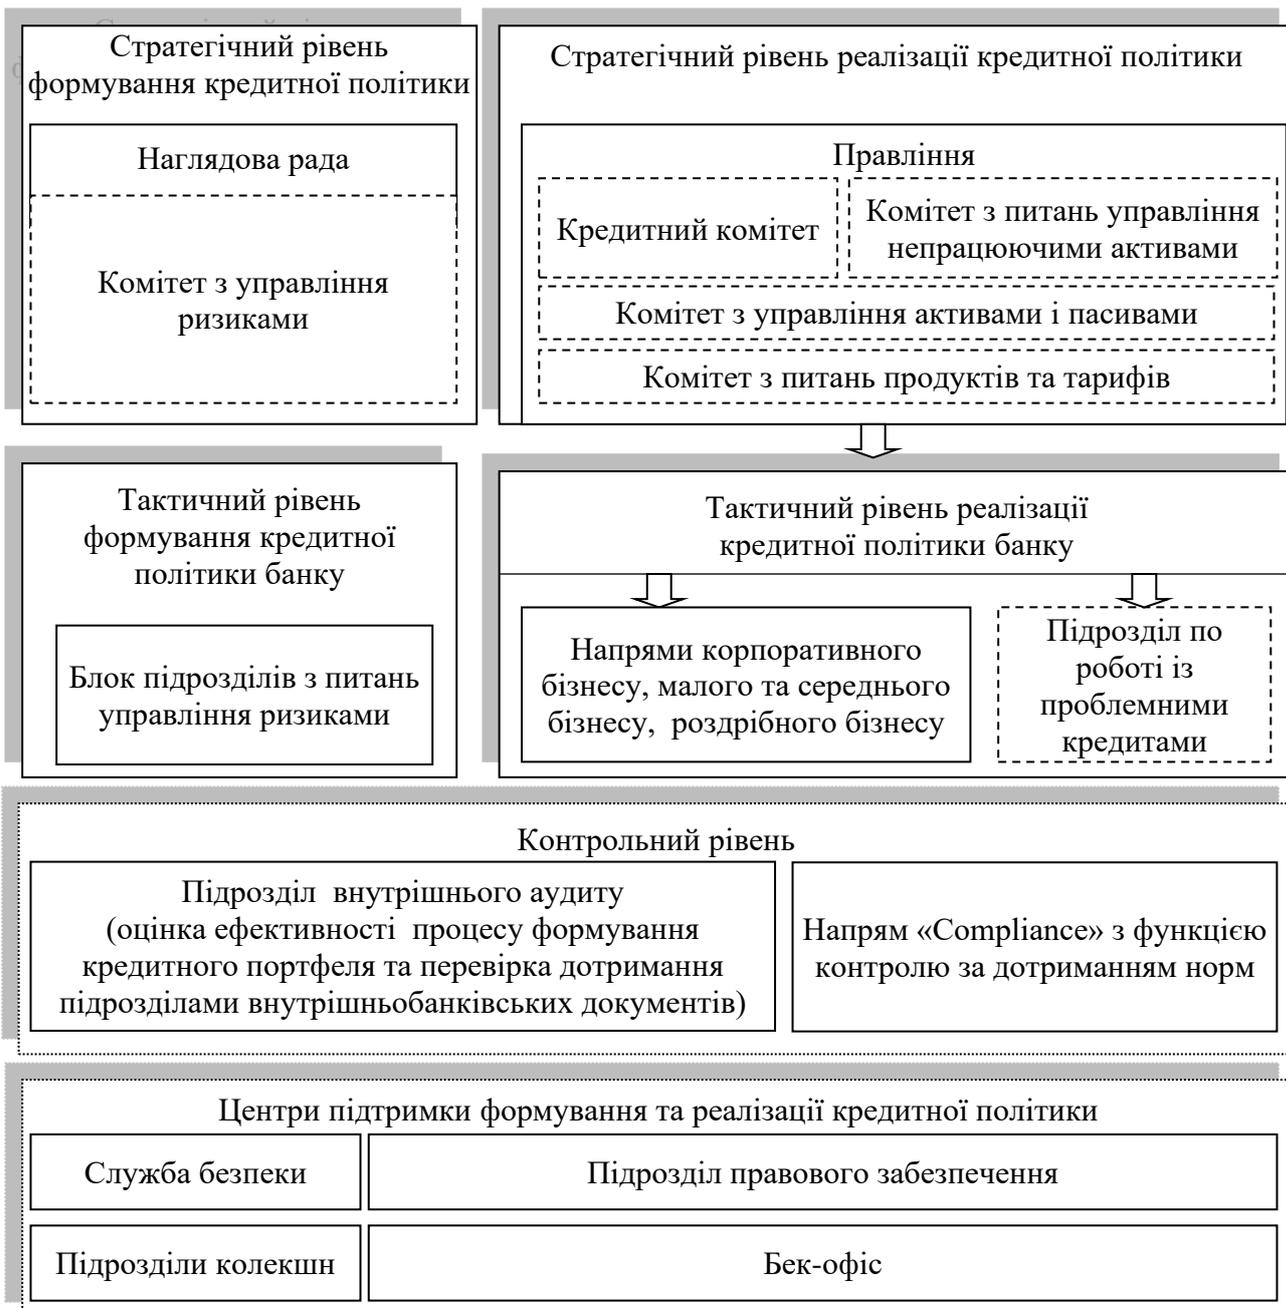 Стратегічний рівень
формування кредитної політики
Наглядова рада
Комітет з управління
ризиками
Стратегічний рівень реалізації кредитної політики
Правління
Кредитний комітет
Комітет з питань управління
непрацюючими активами
Комітет з управління активами і пасивами
Комітет з питань продуктів та тарифів
Тактичний рівень
формування кредитної
політики банку
Блок підрозділів з питань
управління ризиками
Тактичний рівень реалізації
кредитної політики банку
Напрями корпоративного
бізнесу, малого та середнього
бізнесу,  роздрібного бізнесу
Підрозділ по
роботі із
проблемними
кредитами
Контрольний рівень
Підрозділ  внутрішнього аудиту
(оцінка ефективності  процесу формування
кредитного портфеля та перевірка дотримання
підрозділами внутрішньобанківських документів)
Напрям «Compliance» з функцією
контролю за дотриманням норм
Центри підтримки формування та реалізації кредитної політики
Служба безпеки
Підрозділ правового забезпечення
Підрозділи колекшн
Бек-офіс